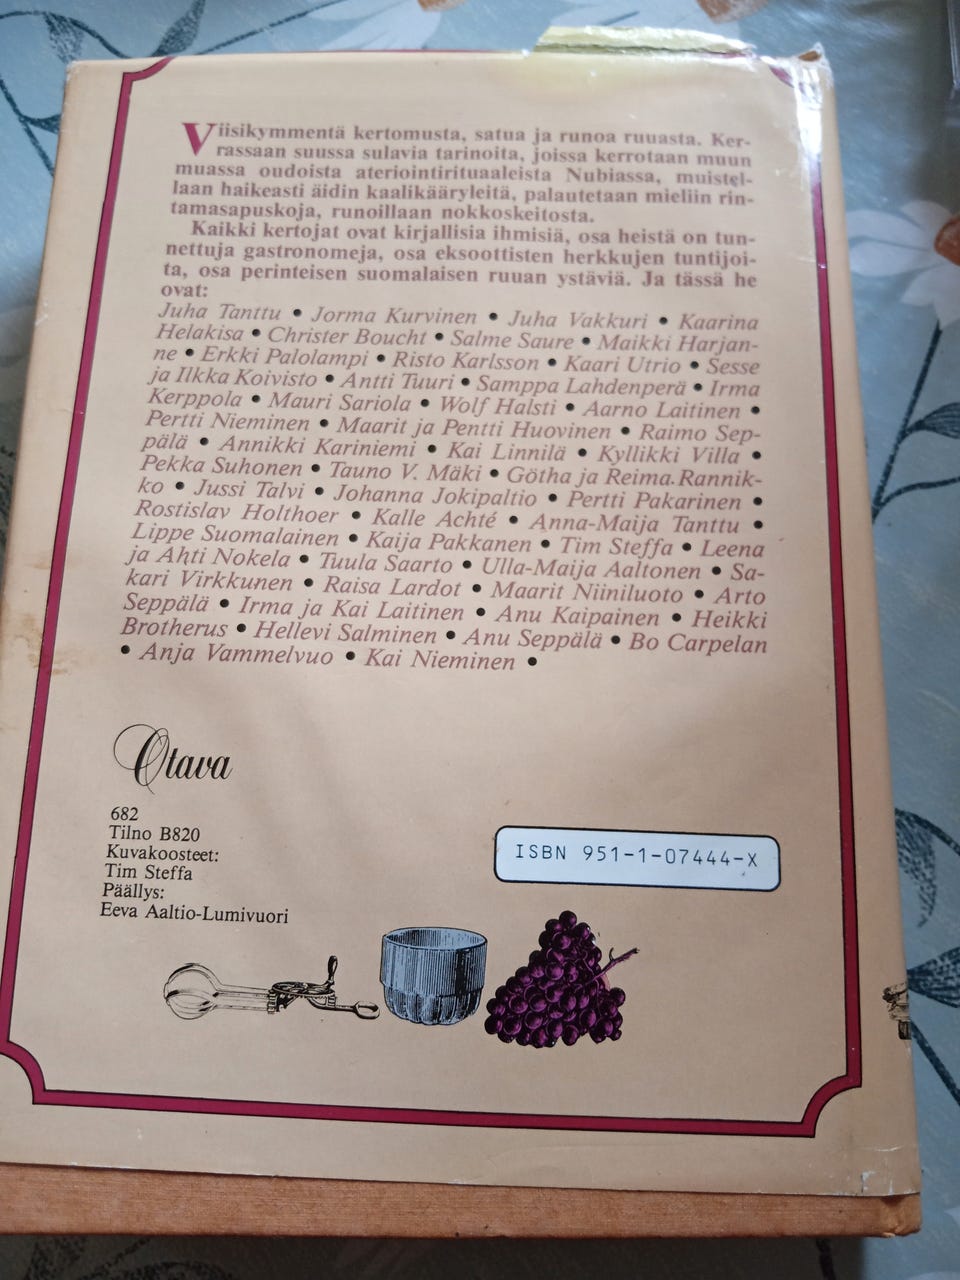 Viisikymmentä kertomusta, satua ja runoa ruuasta. Ker-
rassaan suussa sulavia tarinoita, joissa kerrotaan muun
muassa oudoista ateriointirituaaleista Nubiassa, muistel-
laan haikeasti äidin kaalikääryleitä, palautetaan mieliin rin-
tamasapuskoja, runoillaan nokkoskeitosta.
Kaikki kertojat ovat kirjallisia ihmisiä, osa heistä on tun-
nettuja gastronomeja, osa eksoottisten herkkujen tuntijoi-
ta, osa perinteisen suomalaisen ruuan ystäviä. Ja tässä he
ovat:
Juha Tanttu • Jorma Kurvinen • Juha Vakkuri • Kaarina
Helakisa • Christer Boucht • Salme Saure • Maikki Harjan-
ne • Erkki Palolampi • Risto Karlsson • Kaari Utrio • Sesse
ja Ilkka Koivisto • Antti Tuuri • Samppa Lahdenperä • Irma
Kerppola • Mauri Sariola • Wolf Halsti • Aarno Laitinen •
Pertti Nieminen • Maarit ja Pentti Huovinen • Raimo Sep-
pälä • Annikki Kariniemi • Kai Linnilä • Kyllikki Villa •
Pekka Suhonen • Tauno V. Mäki • Götha ja Reima Rannik-
ko • Jussi Talvi • Johanna Jokipaltio • Pertti Pakarinen •
Rostislav Holthoer • Kalle Achté • Anna-Maija Tanttu •
Lippe Suomalainen • Kaija Pakkanen • Tim Steffa • Leena
ja Ahti Nokela • Tuula Saarto • Ulla-Maija Aaltonen • Sa-
kari Virkkunen • Raisa Lardot • Maarit Niiniluoto • Arto
Seppälä • Irma ja Kai Laitinen • Anu Kaipainen • Heikki
Brotherus • Hellevi Salminen • Anu Seppälä • Bo Carpelan
• Anja Vammelvuo • Kai Nieminen •
Otava
682
Tilno B820
Kuvakoosteet:
Tim Steffa
Päällys:
Eeva Aaltio-Lumivuori
ISBN 951-1-07444-X